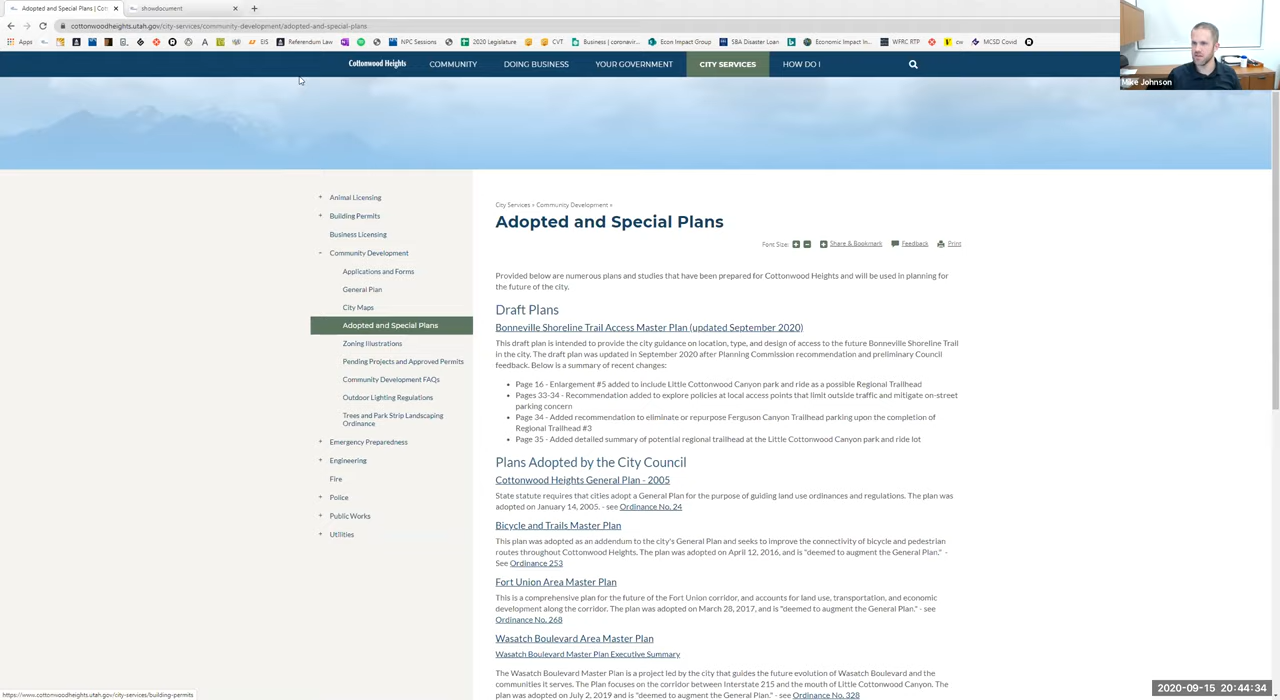 Adopted and Special Plans | Con
showdocument
cottonwoodheights.utah.gov/city-services/community-development/adopted-and-special-plans
Apps
EIS
Referendum Law
NPC Sessions
2020 Legislature
CVT
Business | coronavir...
Econ Impact Group
SBA Disaster Loan
Economic Impact In...
WFRC RTP
cw
MCSD Covid
Mike Johnson
Cottonwood Heights
COMMUNITY
DOING BUSINESS
YOUR GOVERNMENT
CITY SERVICES
HOW DO I
Animal Licensing
Building Permits
Business Licensing
Community Development
Applications and Forms
General Plan
City Maps
Adopted and Special Plans
Zoning Illustrations
Pending Projects and Approved Permits
Community Development FAQs
Outdoor Lighting Regulations
Trees and Park Strip Landscaping
Ordinance
Emergency Preparedness
Engineering
Fire
Police
Public Works
Utilities
City Services » Community Development »
Adopted and Special Plans
Font Size: Share & Bookmark Feedback Print
Provided below are numerous plans and studies that have been prepared for Cottonwood Heights and will be used in planning for
the future of the city.
Draft Plans
Bonneville Shoreline Trail Access Master Plan (updated September 2020)
This draft plan is intended to provide the city guidance on location, type, and design of access to the future Bonneville Shoreline Trail
in the city. The draft plan was updated in September 2020 after Planning Commission recommendation and preliminary Council
feedback. Below is a summary of recent changes:
• Page 16 - Enlargement #5 added to include Little Cottonwood Canyon park and ride as a possible Regional Trailhead
• Pages 33-34 - Recommendation added to explore policies at local access points that limit outside traffic and mitigate on-street
parking concern
• Page 34 - Added recommendation to eliminate or repurpose Ferguson Canyon Trailhead parking upon the completion of
Regional Trailhead #3
• Page 35 - Added detailed summary of potential regional trailhead at the Little Cottonwood Canyon park and ride lot
Plans Adopted by the City Council
Cottonwood Heights General Plan - 2005
State statute requires that cities adopt a General Plan for the purpose of guiding land use ordinances and regulations. The plan was
adopted on January 14, 2005. - see Ordinance No. 24
Bicycle and Trails Master Plan
This plan was adopted as an addendum to the city's General Plan and seeks to improve the connectivity of bicycle and pedestrian
routes throughout Cottonwood Heights. The plan was adopted on April 12, 2016, and is "deemed to augment the General Plan." -
See Ordinance 253
Fort Union Area Master Plan
This is a comprehensive plan for the future of the Fort Union corridor, and accounts for land use, transportation, and economic
development along the corridor. The plan was adopted on March 28, 2017, and is "deemed to augment the General Plan." - see
Ordinance No. 268
Wasatch Boulevard Area Master Plan
Wasatch Boulevard Master Plan Executive Summary
The Wasatch Boulevard Master Plan is a project led by the city that guides the future evolution of Wasatch Boulevard and the
communities it serves. The Plan focuses on the corridor between Interstate 215 and the mouth of Little Cottonwood Canyon. The
plan was adopted on July 2, 2019 and is "deemed to augment the General Plan." - see Ordinance No. 328
https://www.cottonwoodheights.utah.gov/city-services/building-permits
2020-09-15 20:44:34